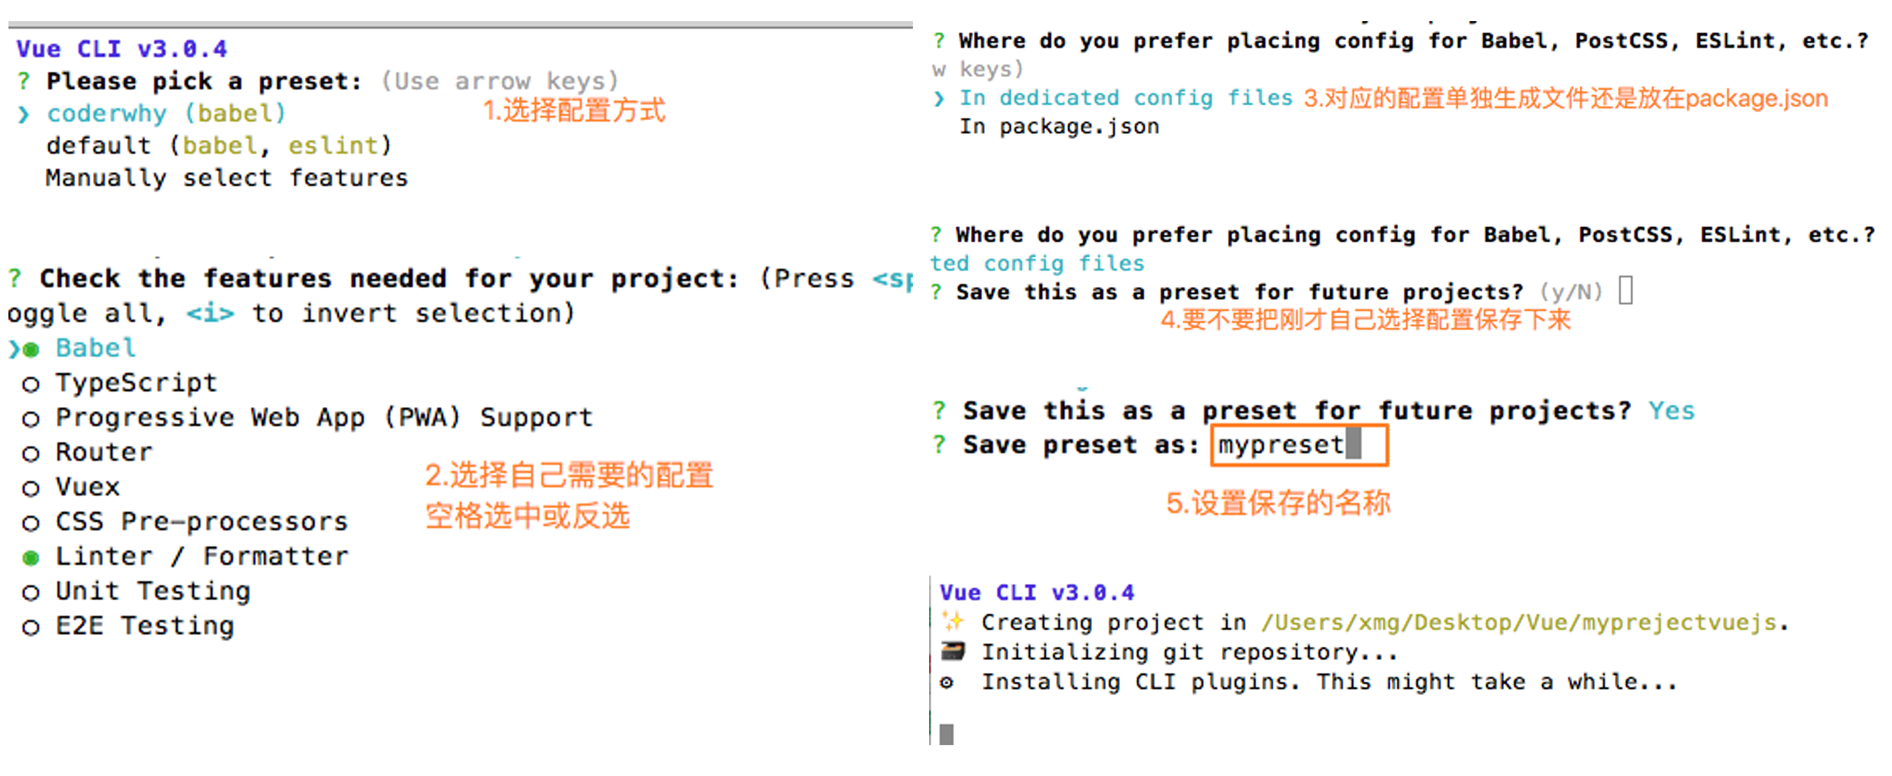 Vue CLI v3.0.4
? Please pick a preset: (Use arrow keys)
❯ coderwhy (babel)
1.选择配置方式
default (babel, eslint)
Manually select features
? Check the features needed for your project: (Press <sp
oggle all, <i> to invert selection)
❯◉ Babel
◯ TypeScript
◯ Progressive Web App (PWA) Support
◯ Router
◯ Vuex
◯ CSS Pre-processors
◉ Linter / Formatter
◯ Unit Testing
◯ E2E Testing
2.选择自己需要的配置
空格选中或反选
? Where do you prefer placing config for Babel, PostCSS, ESLint, etc.?
w keys)
❯ In dedicated config files 3.对应的配置单独生成文件还是放在package.json
In package.json
? Where do you prefer placing config for Babel, PostCSS, ESLint, etc.?
ted config files
? Save this as a preset for future projects? (y/N)
4.要不要把刚才自己选择配置保存下来
? Save this as a preset for future projects? Yes
? Save preset as: mypreset
5.设置保存的名称
Vue CLI v3.0.4
✨ Creating project in /Users/xmg/Desktop/Vue/myprejectvuejs.
🗃 Initializing git repository...
⚙ Installing CLI plugins. This might take a while...